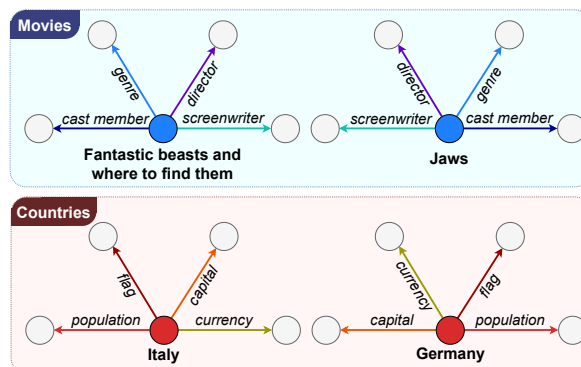 Movies
genre
director
cast member
screenwriter
Fantastic beasts and
where to find them
director
genre
screenwriter
cast member
Jaws
Countries
flag
capital
population
currency
Italy
currency
flag
capital
population
Germany